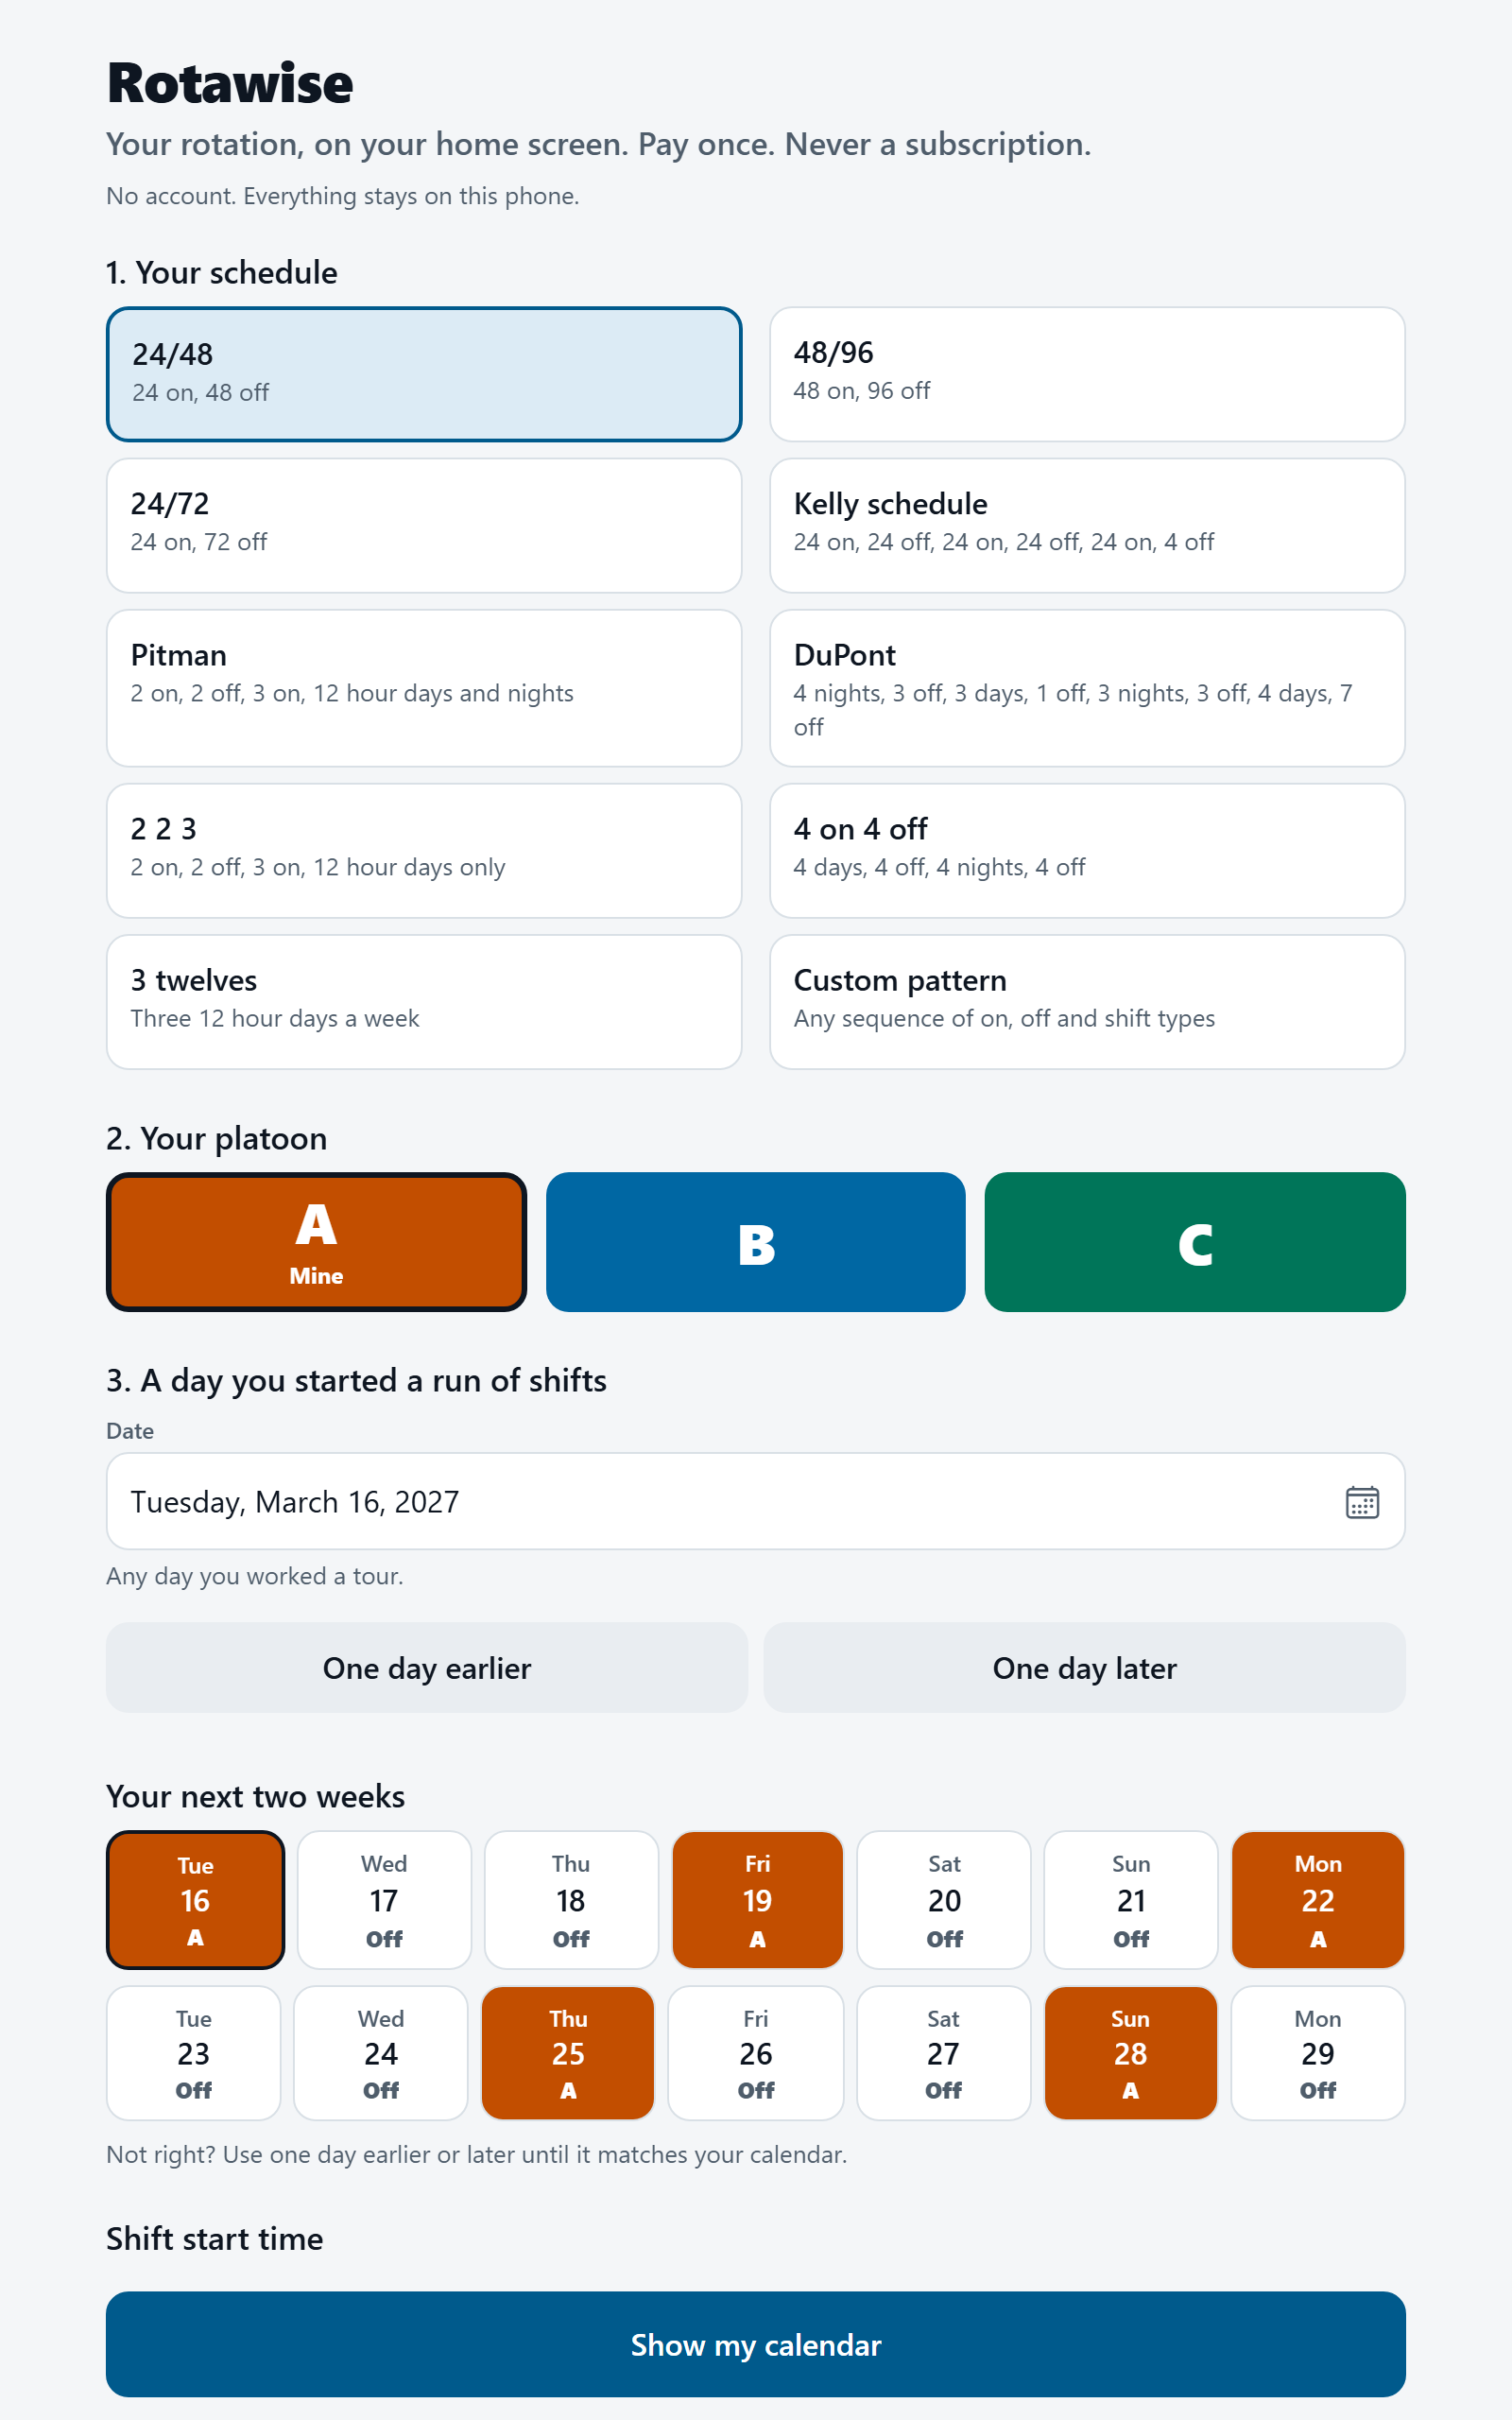 Rotawise
Your rotation, on your home screen. Pay once. Never a subscription.
No account. Everything stays on this phone.
1. Your schedule
24/48
24 on, 48 off
48/96
48 on, 96 off
24/72
24 on, 72 off
Kelly schedule
24 on, 24 off, 24 on, 24 off, 24 on, 4 off
Pitman
2 on, 2 off, 3 on, 12 hour days and nights
DuPont
4 nights, 3 off, 3 days, 1 off, 3 nights, 3 off, 4 days, 7
off
2 2 3
2 on, 2 off, 3 on, 12 hour days only
4 on 4 off
4 days, 4 off, 4 nights, 4 off
3 twelves
Three 12 hour days a week
Custom pattern
Any sequence of on, off and shift types
2. Your platoon
A
Mine
B
C
3. A day you started a run of shifts
Date
Tuesday, March 16, 2027
Any day you worked a tour.
One day earlier
One day later
Your next two weeks
Tue
16
A
Wed
17
Off
Thu
18
Off
Fri
19
A
Sat
20
Off
Sun
21
Off
Mon
22
A
Tue
23
Off
Wed
24
Off
Thu
25
A
Fri
26
Off
Sat
27
Off
Sun
28
A
Mon
29
Off
Not right? Use one day earlier or later until it matches your calendar.
Shift start time
Show my calendar